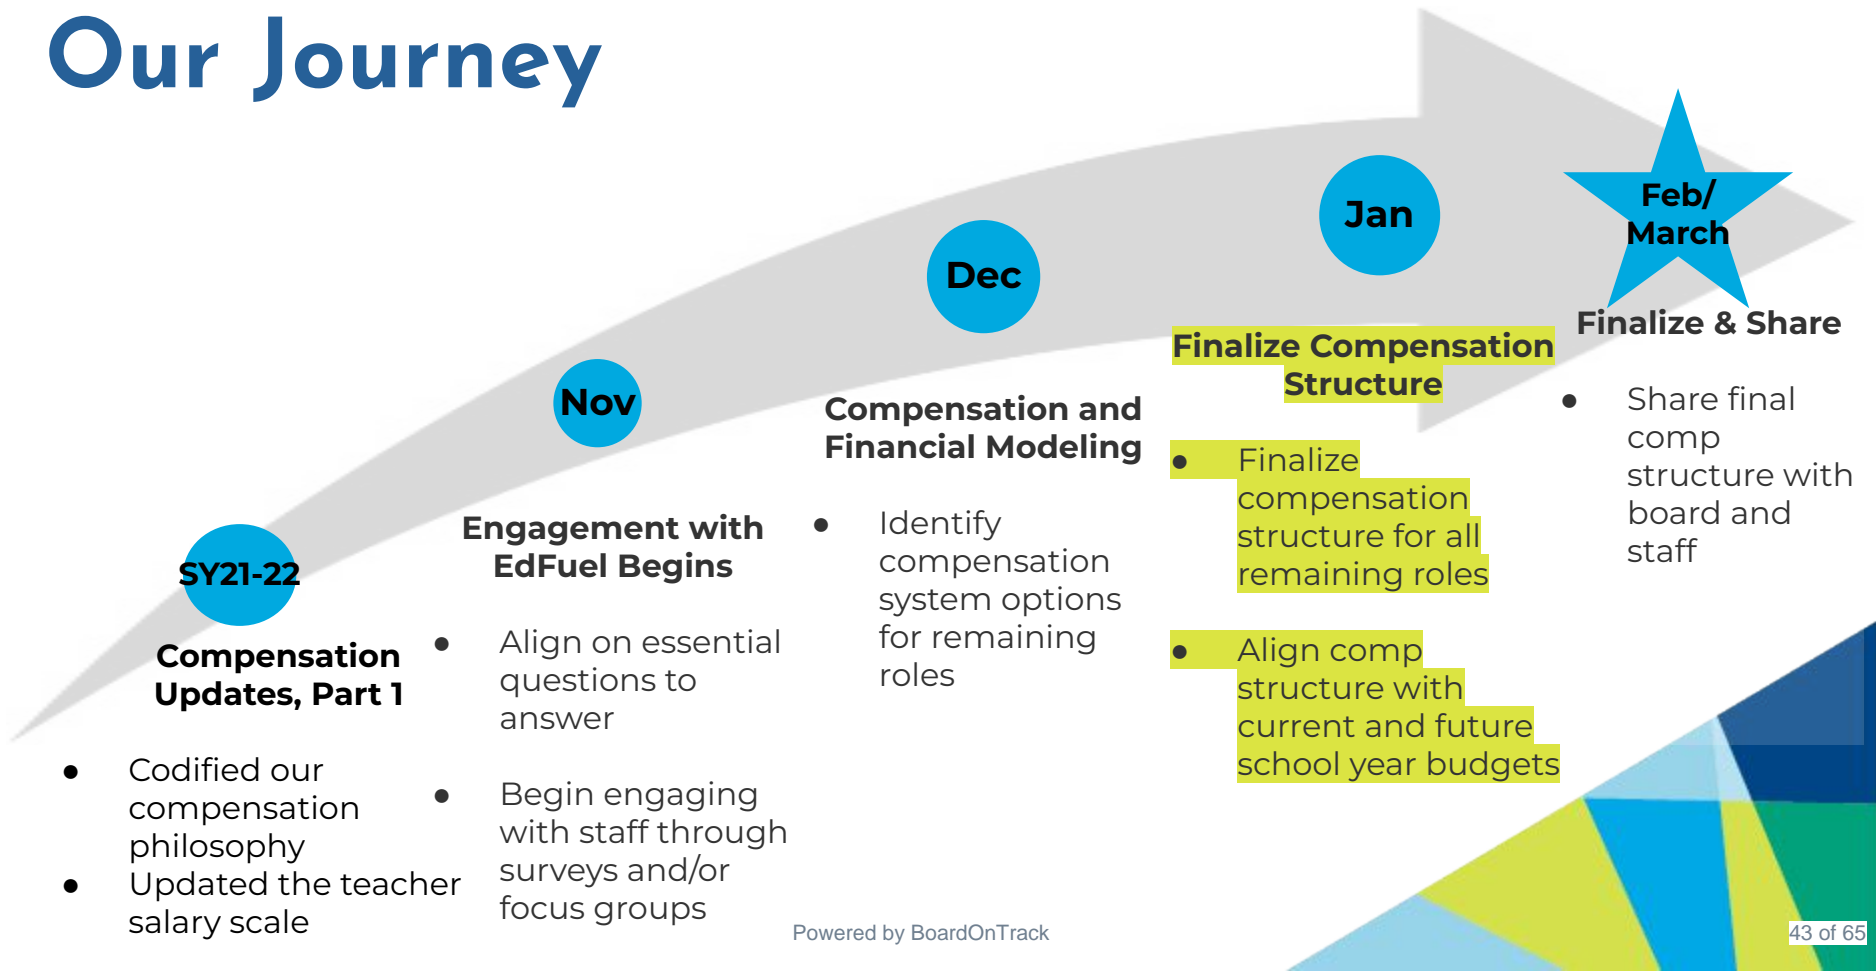 Our Journey
SY21-22
Compensation
Updates, Part 1
● Codified our
compensation
philosophy
● Updated the teacher
salary scale
Nov
Engagement with
EdFuel Begins
● Align on essential
questions to
answer
● Begin engaging
with staff through
surveys and/or
focus groups
Dec
Compensation and
Financial Modeling
● Identify
compensation
system options
for remaining
roles
Jan
Finalize Compensation
Structure
● Finalize
compensation
structure for all
remaining roles
● Align comp
structure with
current and future
school year budgets
Feb/
March
Finalize & Share
● Share final
comp
structure with
board and
staff
Powered by BoardOnTrack
43 of 65